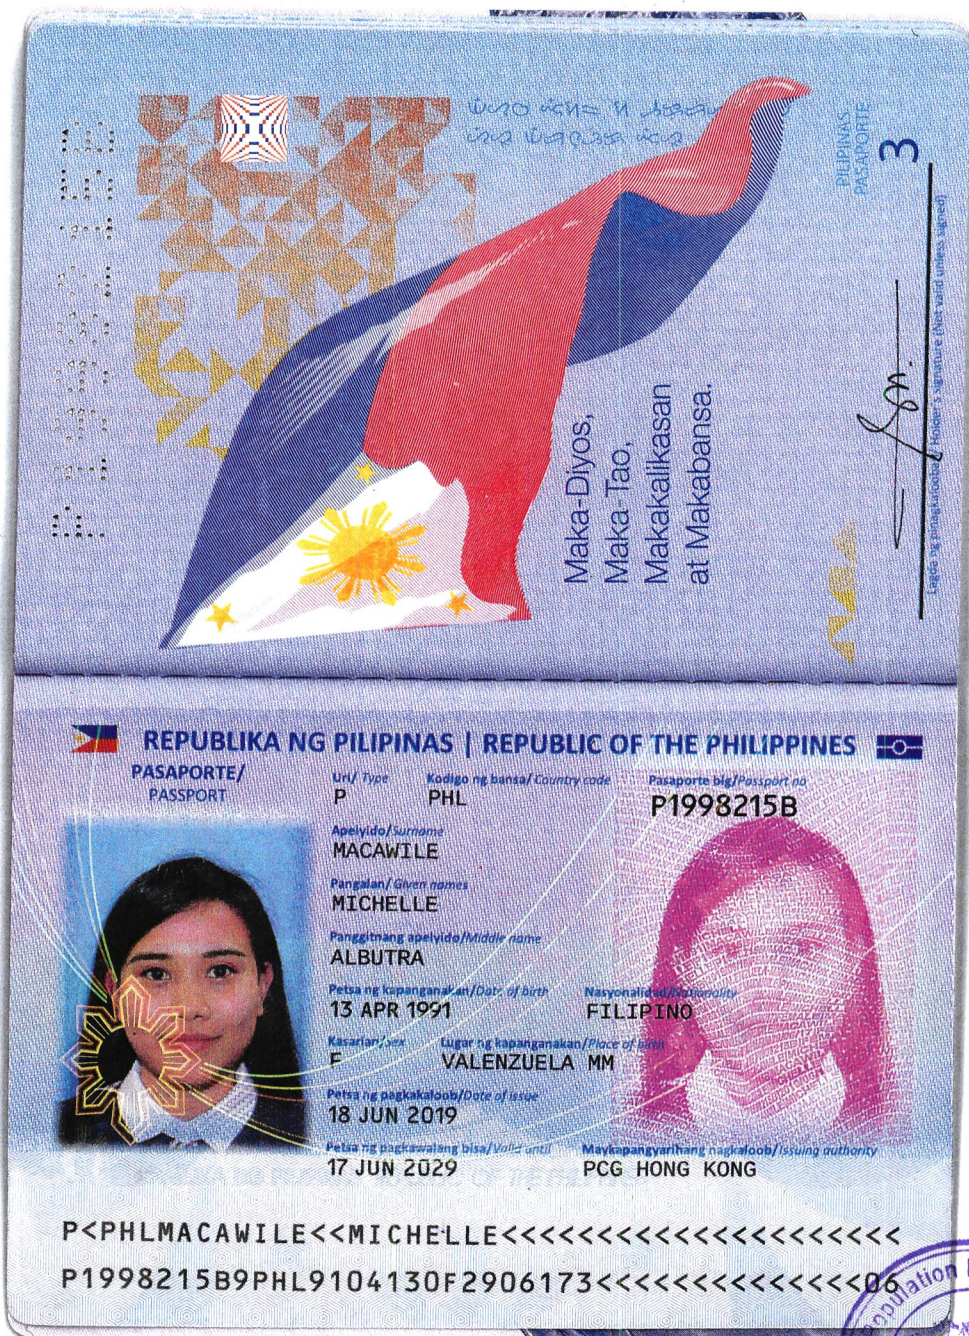 PILIPINAS
PASAPORTE
3
Maka-Diyos,
Maka-Tao,
Makakalikasan
at Makabansa.
REPUBLIKA NG PILIPINAS | REPUBLIC OF THE PHILIPPINES
PASAPORTE/
PASSPORT
Uri/ Type
P
Kodigo ng bansa/ Country code
PHL
Pasaporte blg/Passport no
P1998215B
Apelyido/Surname
MACAWILE
Pangalan/ Given names
MICHELLE
Panggitnang apelyido/Middle name
ALBUTRA
Petsa ng kapanganakan/Date of birth
13 APR 1991
Nasyonalidad/Nationality
FILIPINO
Kasarian/Sex
F
Lugar ng kapanganakan/Place of birth
VALENZUELA MM
Petsa ng pagkakaloob/Date of issue
18 JUN 2019
Petsa ng pagkawalang bisa/Valid until
17 JUN 2029
Maykapangyarihang nagkaloob/Issuing authority
PCG HONG KONG
P<PHLMACAWILE<<MICHELLE<<<<<<<<<<<<<<<<<<<<<
P1998215B9PHL9104130F2906173<<<<<<<<<<<<<<06